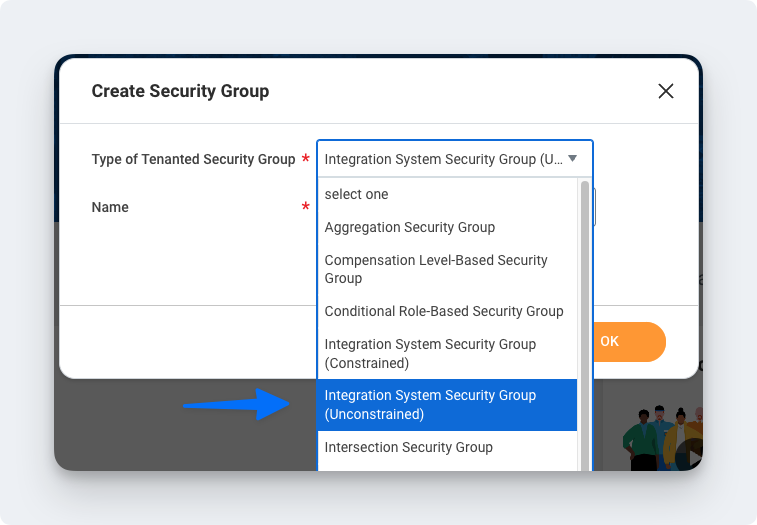 Create Security Group
Type of Tenanted Security Group *
Integration System Security Group (U...
Name *
select one
Aggregation Security Group
Compensation Level-Based Security
Group
Conditional Role-Based Security Group
Integration System Security Group
(Constrained)
Integration System Security Group
(Unconstrained)
Intersection Security Group
OK